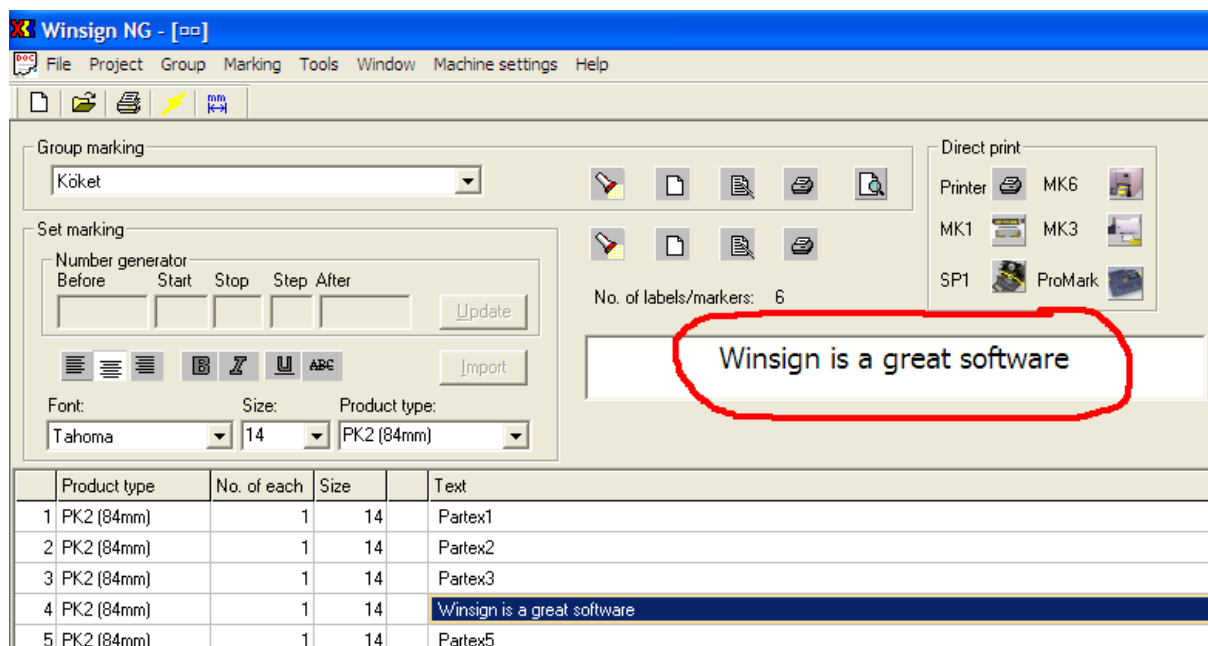 Winsign NG - [▫▫]
File Project Group Marking Tools Window Machine settings Help
mm
Group marking
Köket
Direct print
Printer MK6
MK1 MK3
SP1 ProMark
Set marking
Number generator
Before Start Stop Step After
Update
No. of labels/markers: 6
B I U ABC
Import
Winsign is a great software
Font: Size: Product type:
Tahoma 14 PK2 (84mm)
Product type No. of each Size Text
1 PK2 (84mm) 1 14 Partex1
2 PK2 (84mm) 1 14 Partex2
3 PK2 (84mm) 1 14 Partex3
4 PK2 (84mm) 1 14 Winsign is a great software
5 PK2 (84mm) 1 14 Partex5